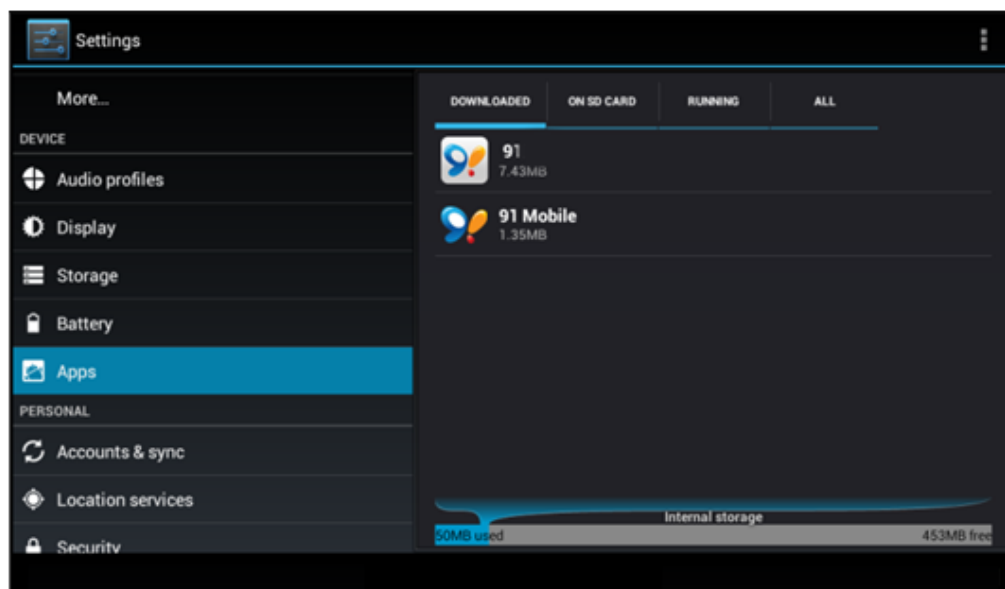 Settings
More...
DEVICE
Audio profiles
Display
Storage
Battery
Apps
PERSONAL
Accounts & sync
Location services
Security
DOWNLOADED ON SD CARD RUNNING ALL
91
7.43MB
91 Mobile
1.35MB
Internal storage
50MB used 453MB free